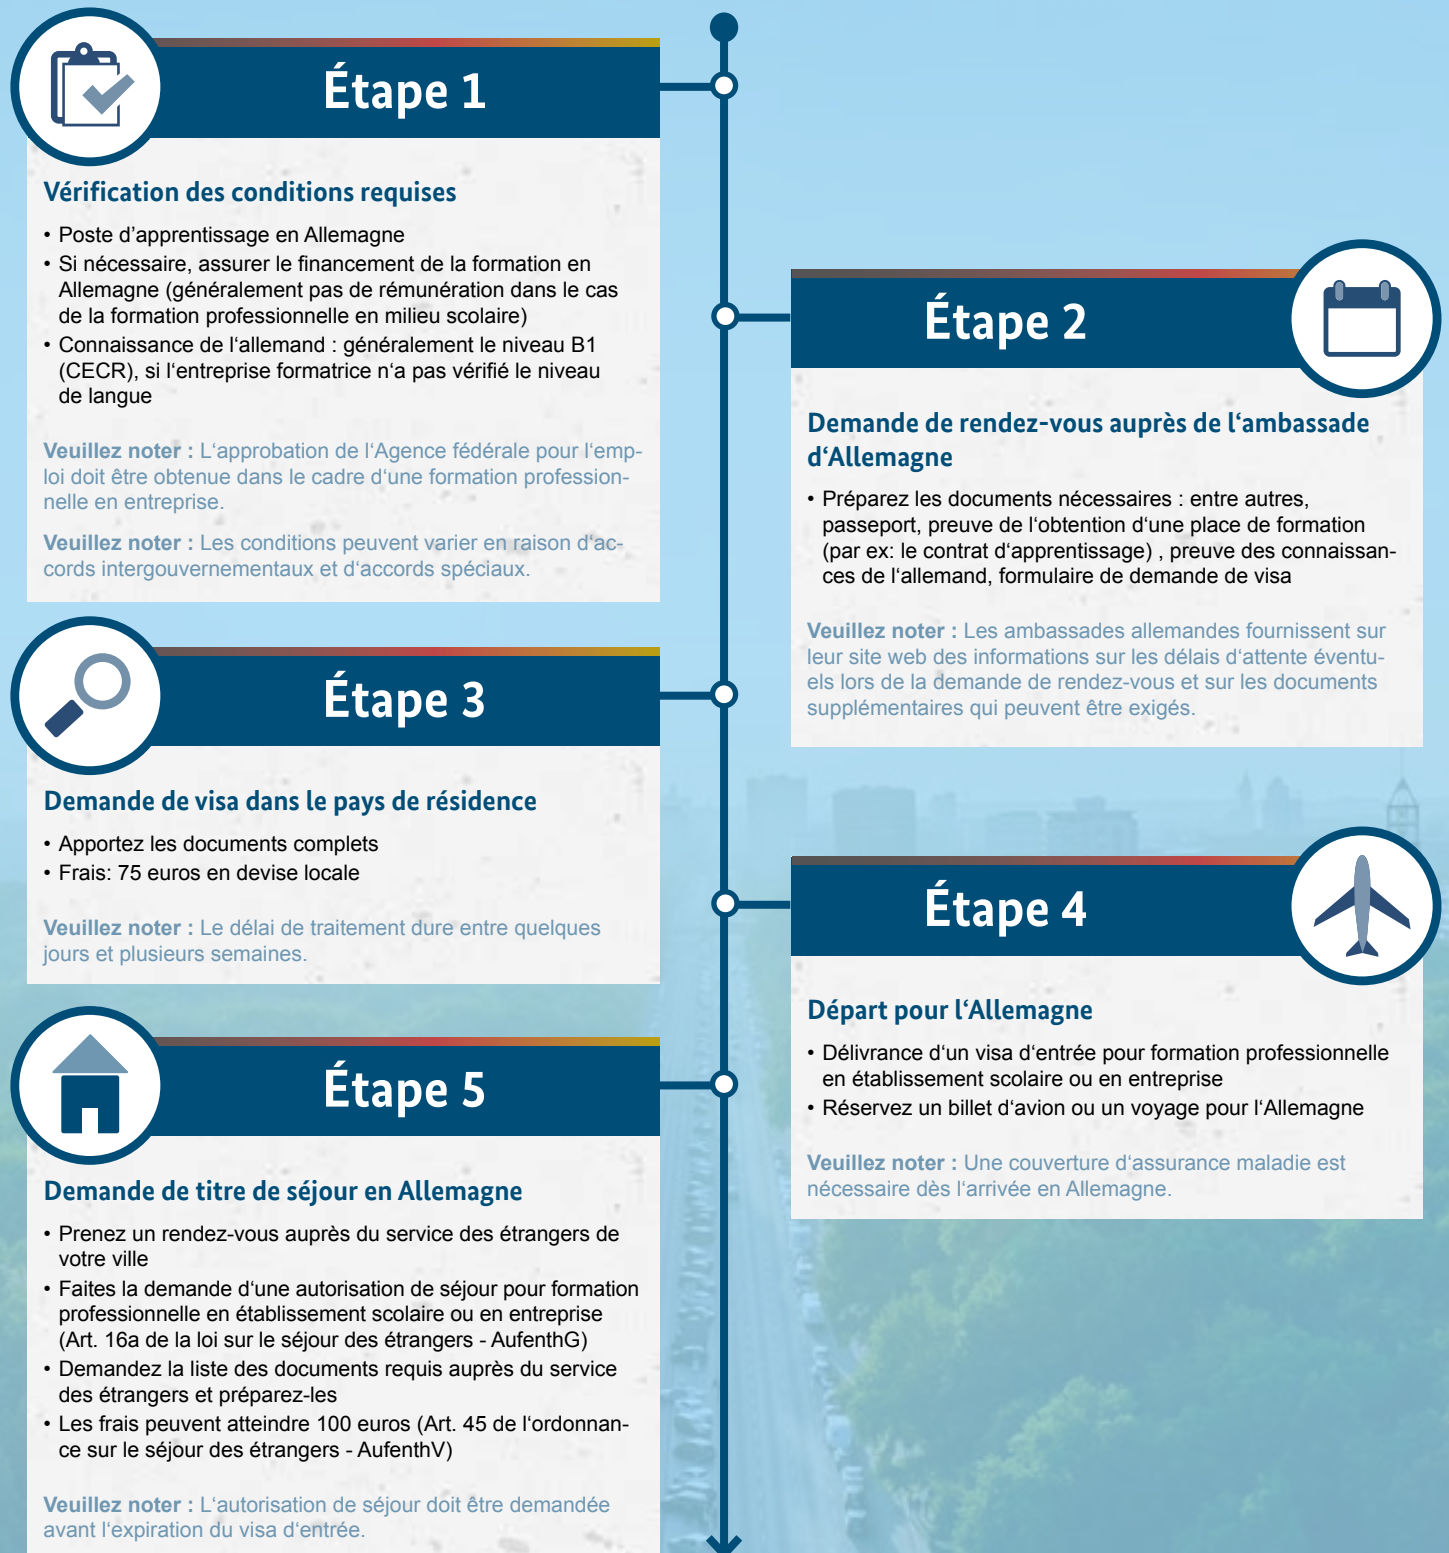 Étape 1
Vérification des conditions requises
• Poste d‘apprentissage en Allemagne
• Si nécessaire, assurer le financement de la formation en
Allemagne (généralement pas de rémunération dans le cas
de la formation professionnelle en milieu scolaire)
• Connaissance de l‘allemand : généralement le niveau B1
(CECR), si l‘entreprise formatrice n‘a pas vérifié le niveau
de langue
Veuillez noter : L‘approbation de l‘Agence fédérale pour l‘emp-
loi doit être obtenue dans le cadre d‘une formation profession-
nelle en entreprise.
Veuillez noter : Les conditions peuvent varier en raison d‘ac-
cords intergouvernementaux et d‘accords spéciaux.
Étape 2
Demande de rendez-vous auprès de l‘ambassade
d‘Allemagne
• Préparez les documents nécessaires : entre autres,
passeport, preuve de l‘obtention d‘une place de formation
(par ex: le contrat d‘apprentissage) , preuve des connaissan-
ces de l‘allemand, formulaire de demande de visa
Veuillez noter : Les ambassades allemandes fournissent sur
leur site web des informations sur les délais d‘attente éventu-
els lors de la demande de rendez-vous et sur les documents
supplémentaires qui peuvent être exigés.
Étape 3
Demande de visa dans le pays de résidence
• Apportez les documents complets
• Frais: 75 euros en devise locale
Veuillez noter : Le délai de traitement dure entre quelques
jours et plusieurs semaines.
Étape 4
Départ pour l‘Allemagne
• Délivrance d‘un visa d‘entrée pour formation professionnelle
en établissement scolaire ou en entreprise
• Réservez un billet d‘avion ou un voyage pour l‘Allemagne
Veuillez noter : Une couverture d‘assurance maladie est
nécessaire dès l‘arrivée en Allemagne.
Étape 5
Demande de titre de séjour en Allemagne
• Prenez un rendez-vous auprès du service des étrangers de
votre ville
• Faites la demande d‘une autorisation de séjour pour formation
professionnelle en établissement scolaire ou en entreprise
(Art. 16a de la loi sur le séjour des étrangers - AufenthG)
• Demandez la liste des documents requis auprès du service
des étrangers et préparez-les
• Les frais peuvent atteindre 100 euros (Art. 45 de l‘ordonnan-
ce sur le séjour des étrangers - AufenthV)
Veuillez noter : L‘autorisation de séjour doit être demandée
avant l‘expiration du visa d‘entrée.